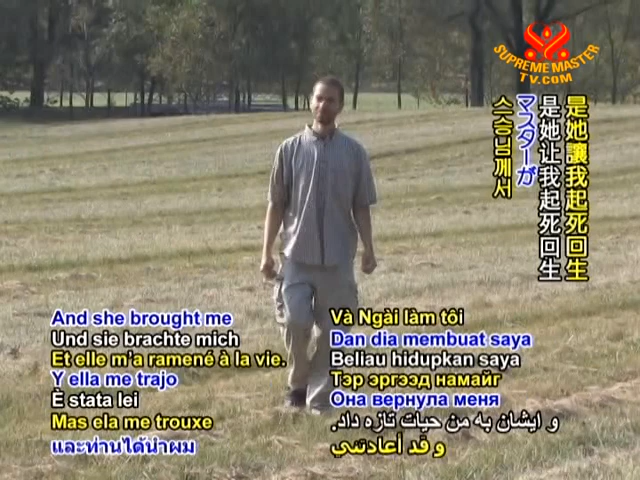 SUPREME MASTER
TV.COM
是她讓我起死回生
是她让我起死回生
マスターが
스승님께서
And she brought me
Und sie brachte mich
Et elle m'a ramené à la vie.
Y ella me trajo
È stata lei
Mas ela me trouxe
และท่านได้นำผม
Và Ngài làm tôi
Dan dia membuat saya
Beliau hidupkan saya
Тэр эргээд намайг
Она вернула меня
و ایشان به من حیات تازه داد.
و قد أعادتني